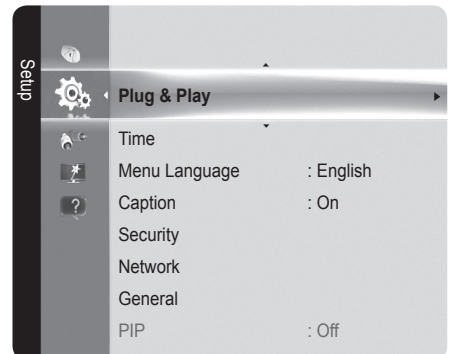 Setup
Plug & Play
Time
Menu Language : English
Caption : On
Security
Network
General
PIP : Off